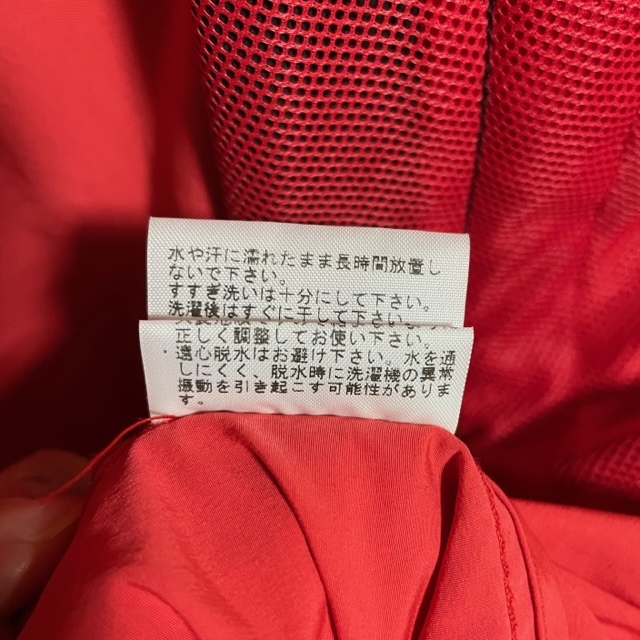 水や汗に濡れたまま長時間放置し
ないで下さい。
すすぎ洗いは十分にして下さい。
洗濯後はすぐに干して下さい。
正しく調整してお使い下さい。
・遠心脱水はお避け下さい。水を通
しにくく、脱水時に洗濯機の異常
振動を引き起こす可能性がありま
す。